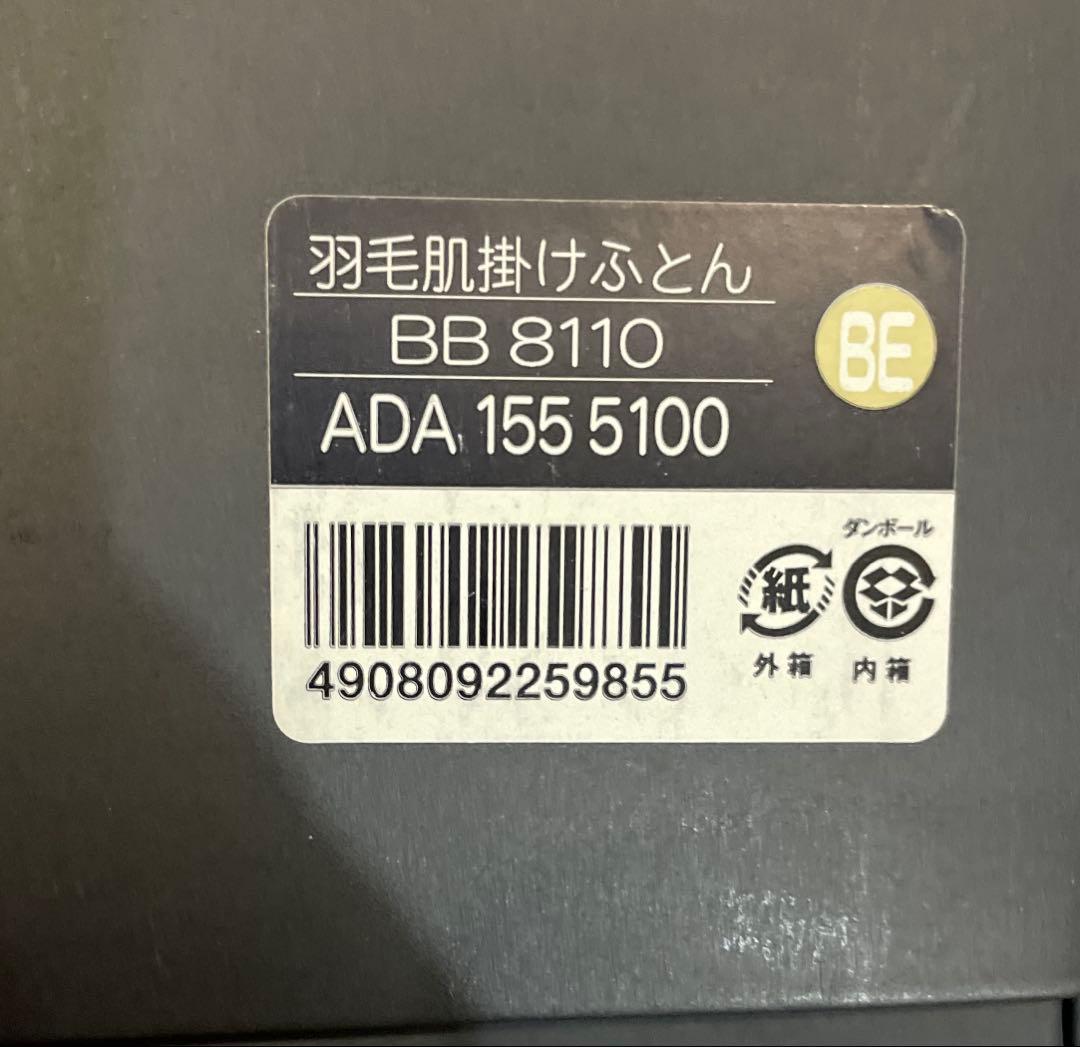 羽毛肌掛けふとん
BB 8110
BE
ADA 155 5100
ダンボール
紙
4908092259855
外箱 内箱